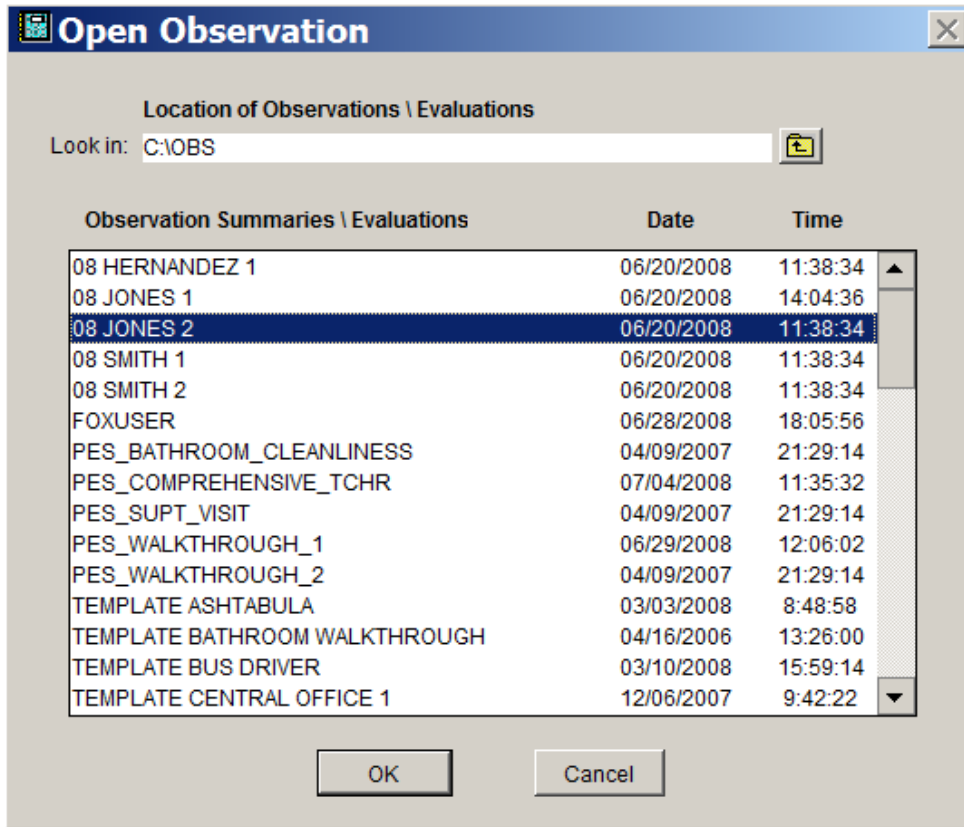 Open Observation
Location of Observations \ Evaluations
Look in: C:\OBS
Observation Summaries \ Evaluations Date Time
08 HERNANDEZ 1 06/20/2008 11:38:34
08 JONES 1 06/20/2008 14:04:36
08 JONES 2 06/20/2008 11:38:34
08 SMITH 1 06/20/2008 11:38:34
08 SMITH 2 06/20/2008 11:38:34
FOXUSER 06/28/2008 18:05:56
PES_BATHROOM_CLEANLINESS 04/09/2007 21:29:14
PES_COMPREHENSIVE_TCHR 07/04/2008 11:35:32
PES_SUPT_VISIT 04/09/2007 21:29:14
PES_WALKTHROUGH_1 06/29/2008 12:06:02
PES_WALKTHROUGH_2 04/09/2007 21:29:14
TEMPLATE ASHTABULA 03/03/2008 8:48:58
TEMPLATE BATHROOM WALKTHROUGH 04/16/2006 13:26:00
TEMPLATE BUS DRIVER 03/10/2008 15:59:14
TEMPLATE CENTRAL OFFICE 1 12/06/2007 9:42:22
OK Cancel